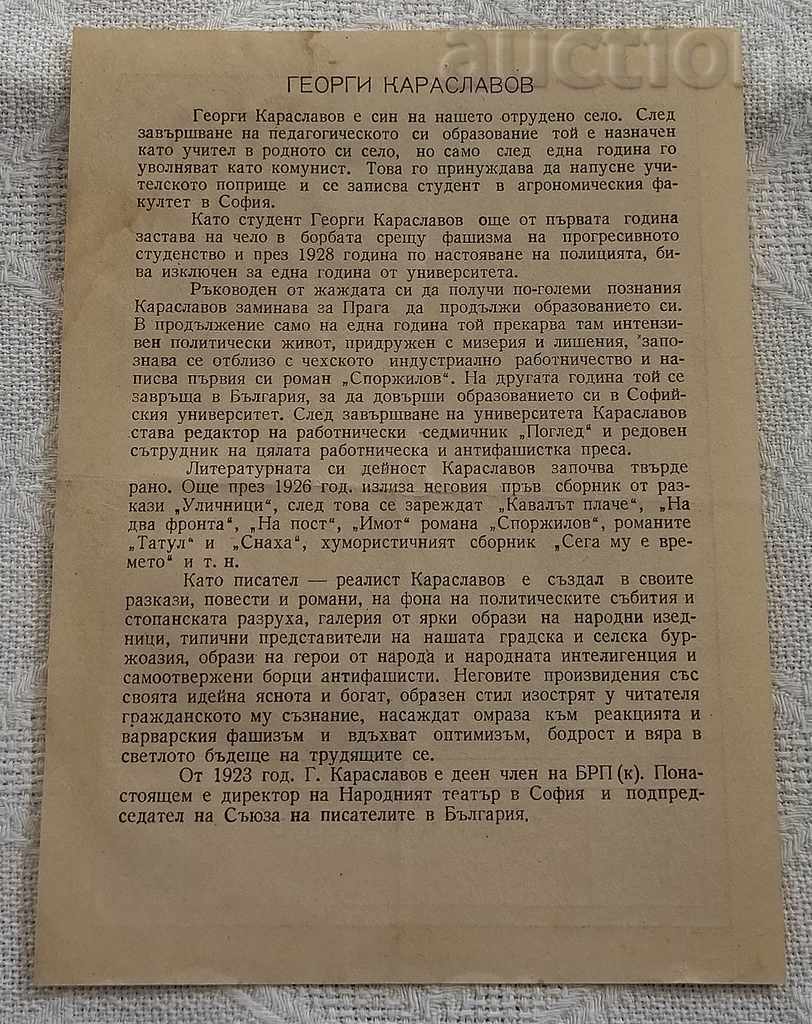 auction
ГЕОРГИ КАРАСЛАВОВ
Георги Караславов е син на нашето отрудено село. След
завършване на педагогическото си образование той е назначен
като учител в родното си село, но само след една година го
уволняват като комунист. Това го принуждава да напусне учи-
телското поприще и се записва студент в агрономическия фа-
култет в София.
Като студент Георги Караславов още от първата година
застава на чело в борбата срещу фашизма на прогресивното
студенство и през 1928 година по настояване на полицията, би-
ва изключен за една година от университета.
Ръководен от жаждата си да получи по-големи познания
Караславов заминава за Прага да продължи образованието си.
В продължение само на една година той прекарва там интензи-
вен политически живот, придружен с мизерия и лишения, запо-
знава се отблизо с чехското индустриално работничество и на-
писва първия си роман „Споржилов“. На другата година той се
завръща в България, за да довърши образованието си в Софий-
ския университет. След завършване на университета Караславов
става редактор на работнически седмичник „Поглед“ и редовен
сътрудник на цялата работническа и антифашистка преса.
Литературната си дейност Караславов започва твърде
рано. Още през 1926 год. излиза неговия пръв сборник от раз-
кази „Уличници“, след това се зареждат „Кавалът плаче“, „На
два фронта“, „На пост“, „Имот“ романа „Споржилов“, романите
„Татул“ и „Снаха“, хумористичният сборник „Сега му е вре-
мето“ и т. н.
Като писател — реалист Караславов е създал в своите
разкази, повести и романи, на фона на политическите събития и
стопанската разруха, галерия от ярки образи на народни изед-
ници, типични представители на нашата градска и селска бур-
жоазия, образи на герои от народа и народната интелигенция и
самоотвержени борци антифашисти. Неговите произвидения със
своята идейна яснота и богат, образен стил изострят у читателя
гражданското му съзнание, насаждат омраза към реакцията и
варварския фашизъм и вдъхват оптимизъм, бодрост и вяра в
светлото бъдеще на трудящите се.
От 1923 год. Г. Караславов е деен член на БРП (к). Пона-
стоящем е директор на Народният театър в София и подпред-
седател на Съюза на писателите в България.